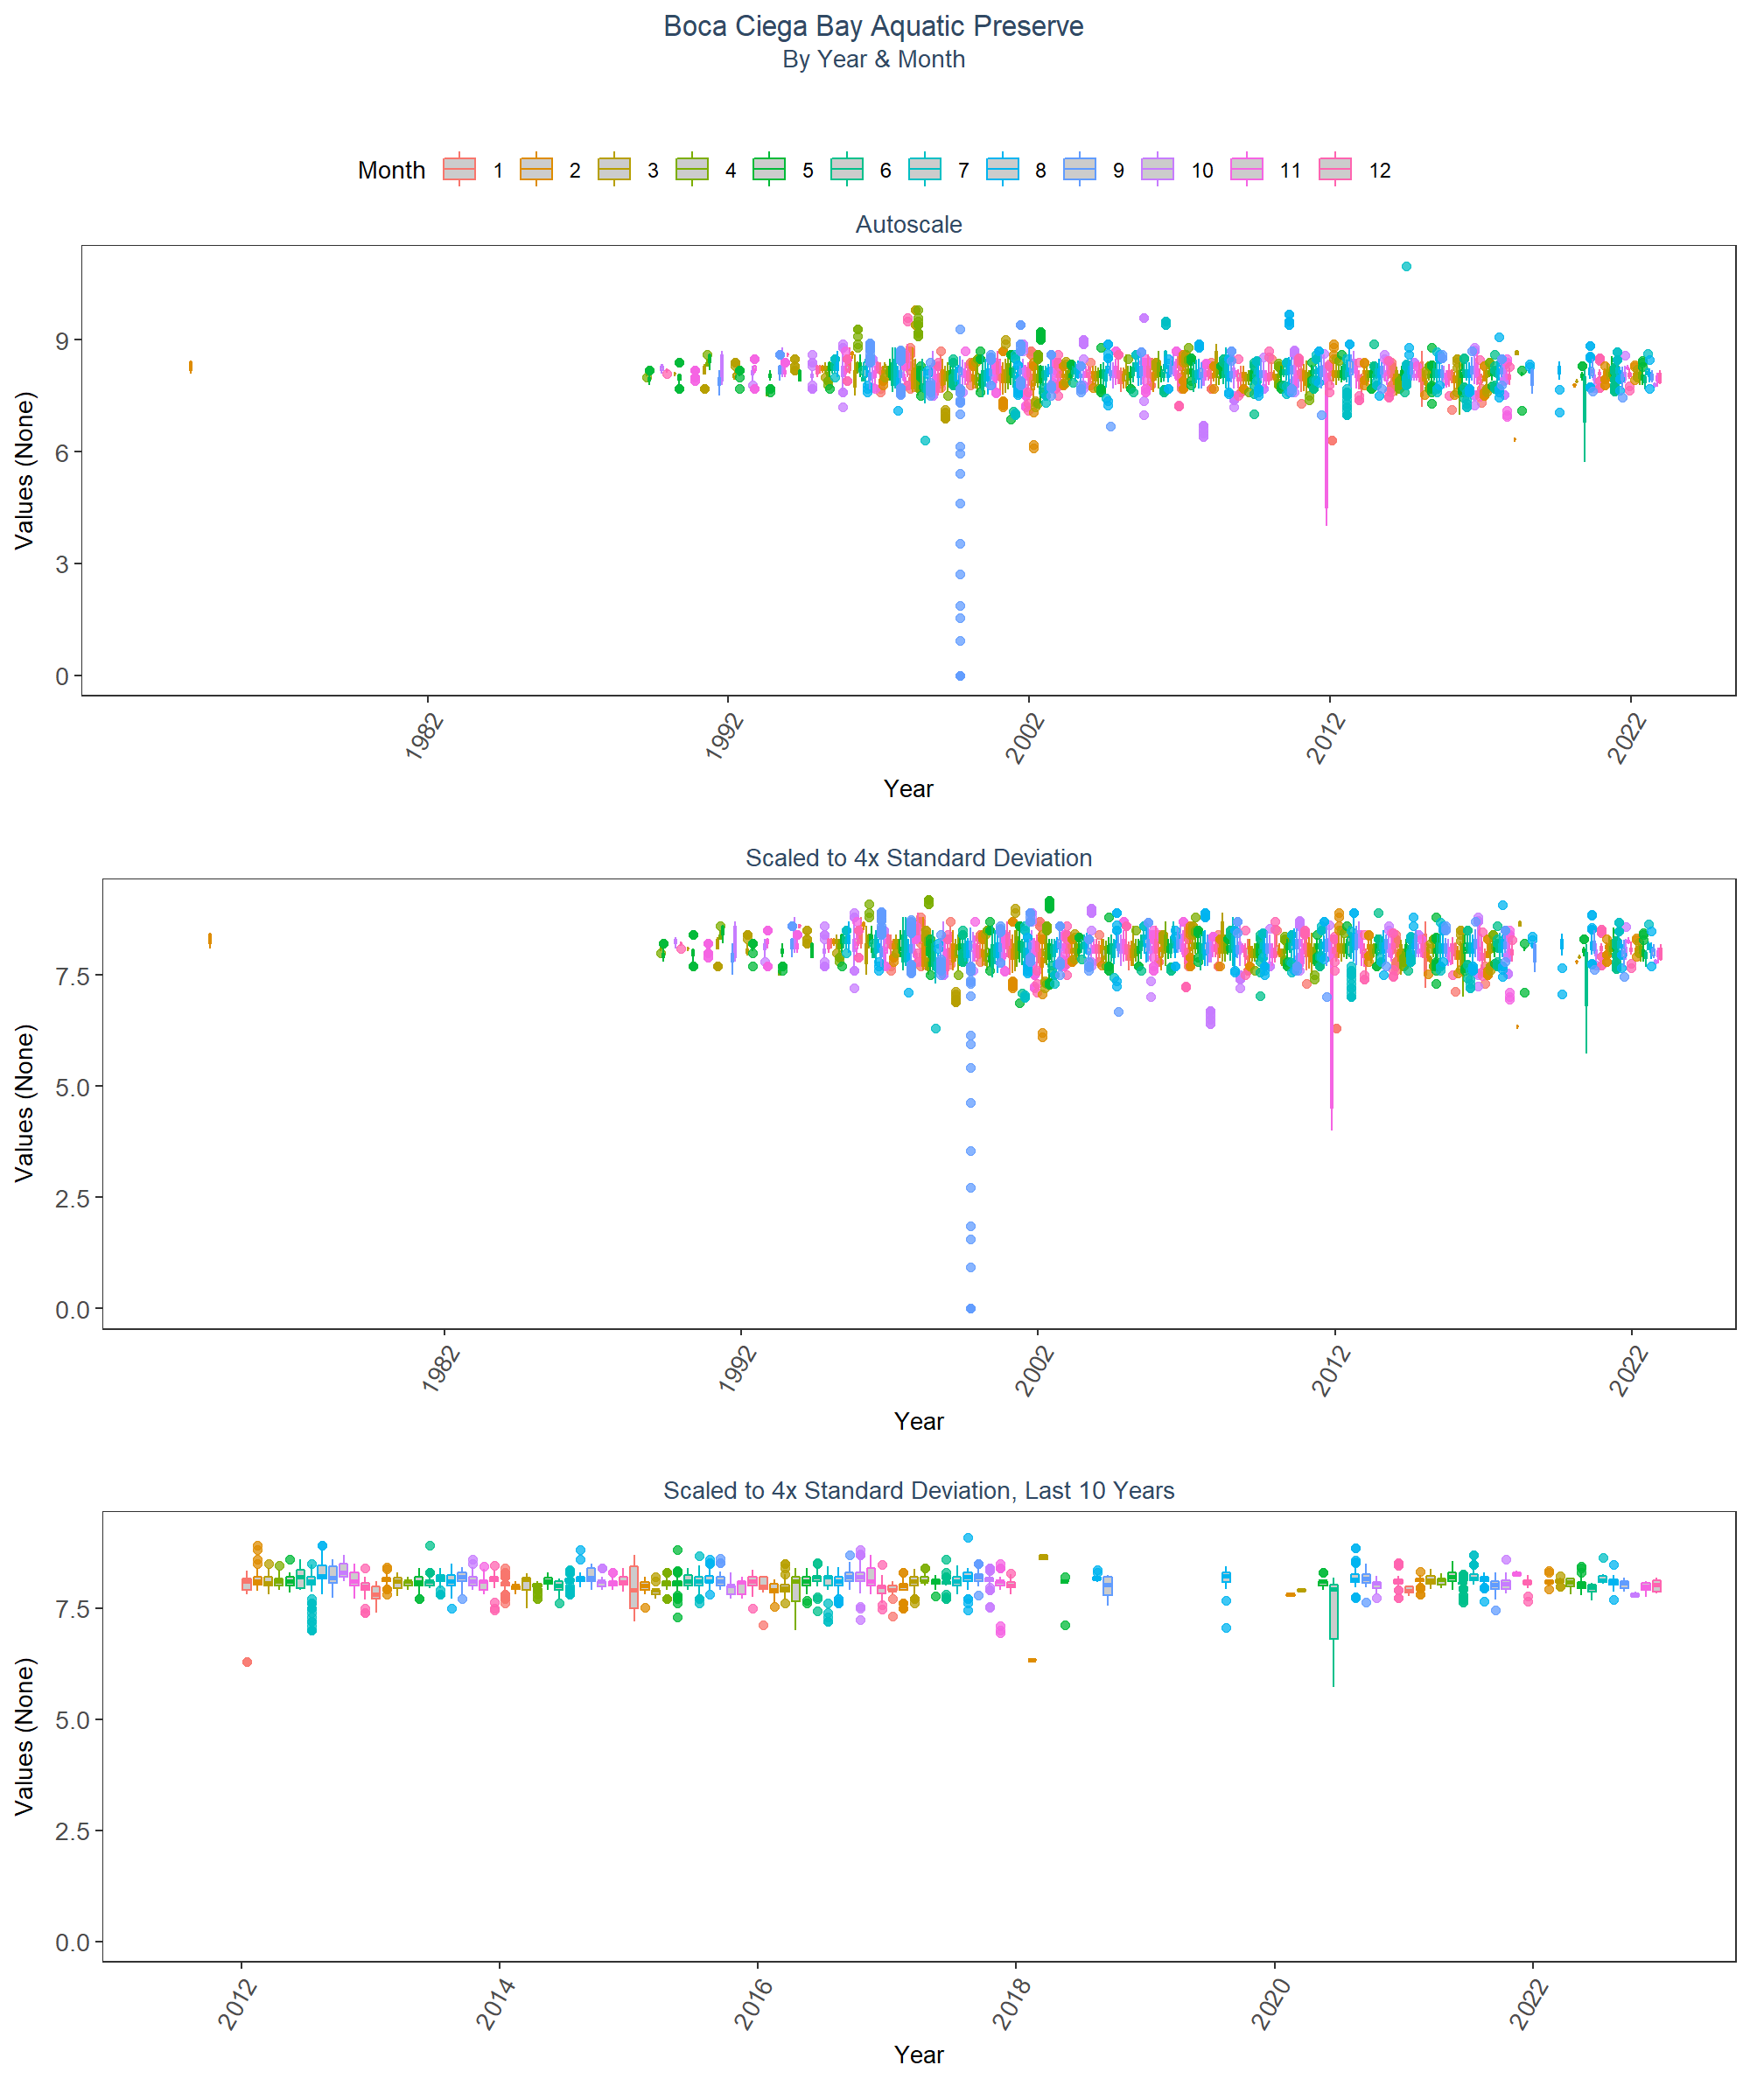 Boca Ciega Bay Aquatic Preserve
By Year & Month
Month 1 2 3 4 5 6 7 8 9 10 11 12
Autoscale
Values (None)
9
6
3
0
1982 1992 2002 2012 2022
Year
Scaled to 4x Standard Deviation
Values (None)
7.5
5.0
2.5
0.0
1982 1992 2002 2012 2022
Year
Scaled to 4x Standard Deviation, Last 10 Years
Values (None)
7.5
5.0
2.5
0.0
2012 2014 2016 2018 2020 2022
Year